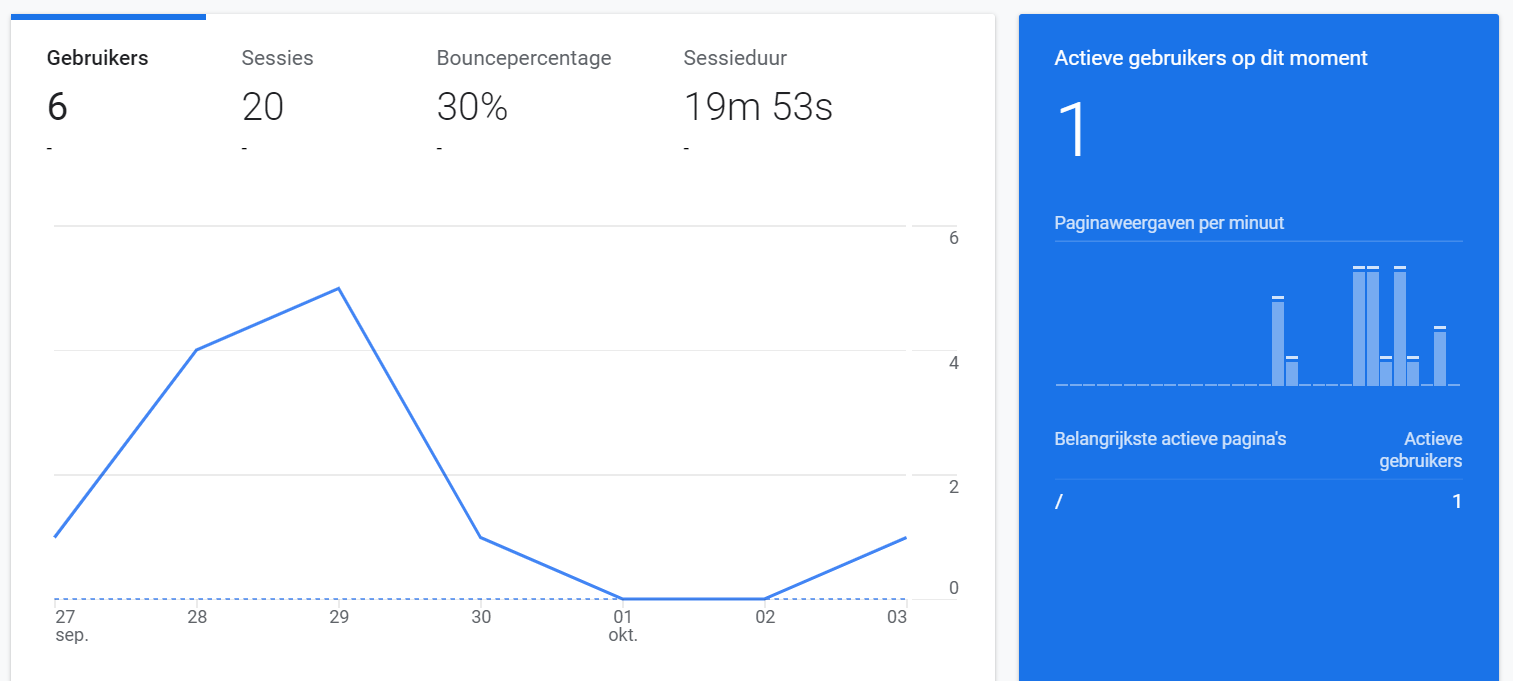 Gebruikers Sessies Bouncepercentage Sessieduur
6 20 30% 19m 53s
- - - -
6
4
2
0
27 28 29 30 01 02 03
sep. okt.
Actieve gebruikers op dit moment
1
Paginaweergaven per minuut
Belangrijkste actieve pagina's Actieve
gebruikers
/ 1